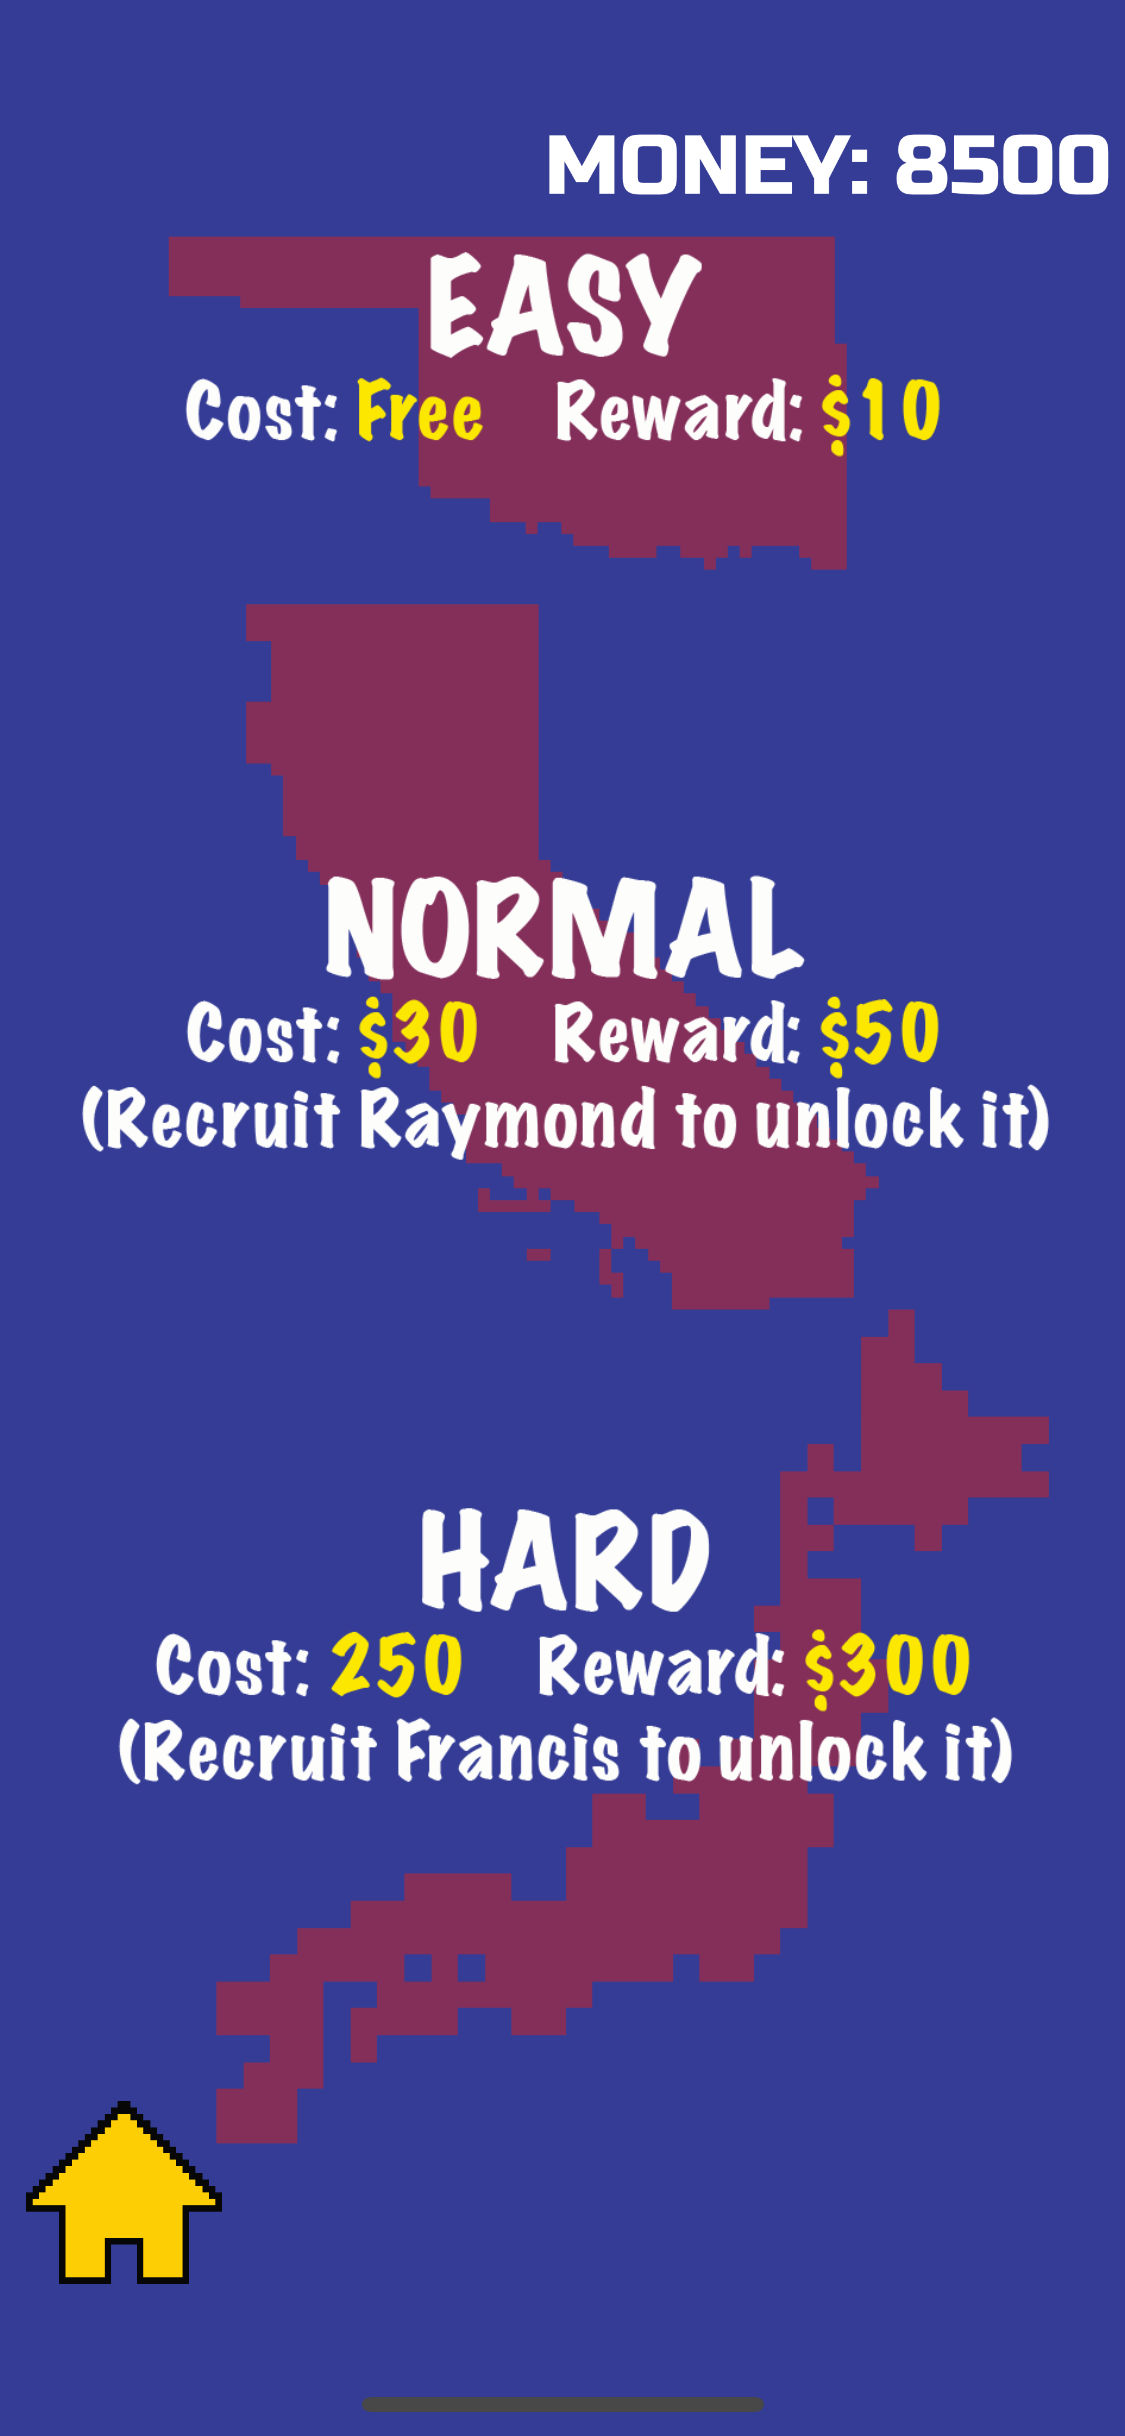 MONEY: 8500
EASY
Cost: Free Reward: $10
NORMAL
Cost: $30 Reward: $50
(Recruit Raymond to unlock it)
HARD
Cost: 250 Reward: $300
(Recruit Francis to unlock it)